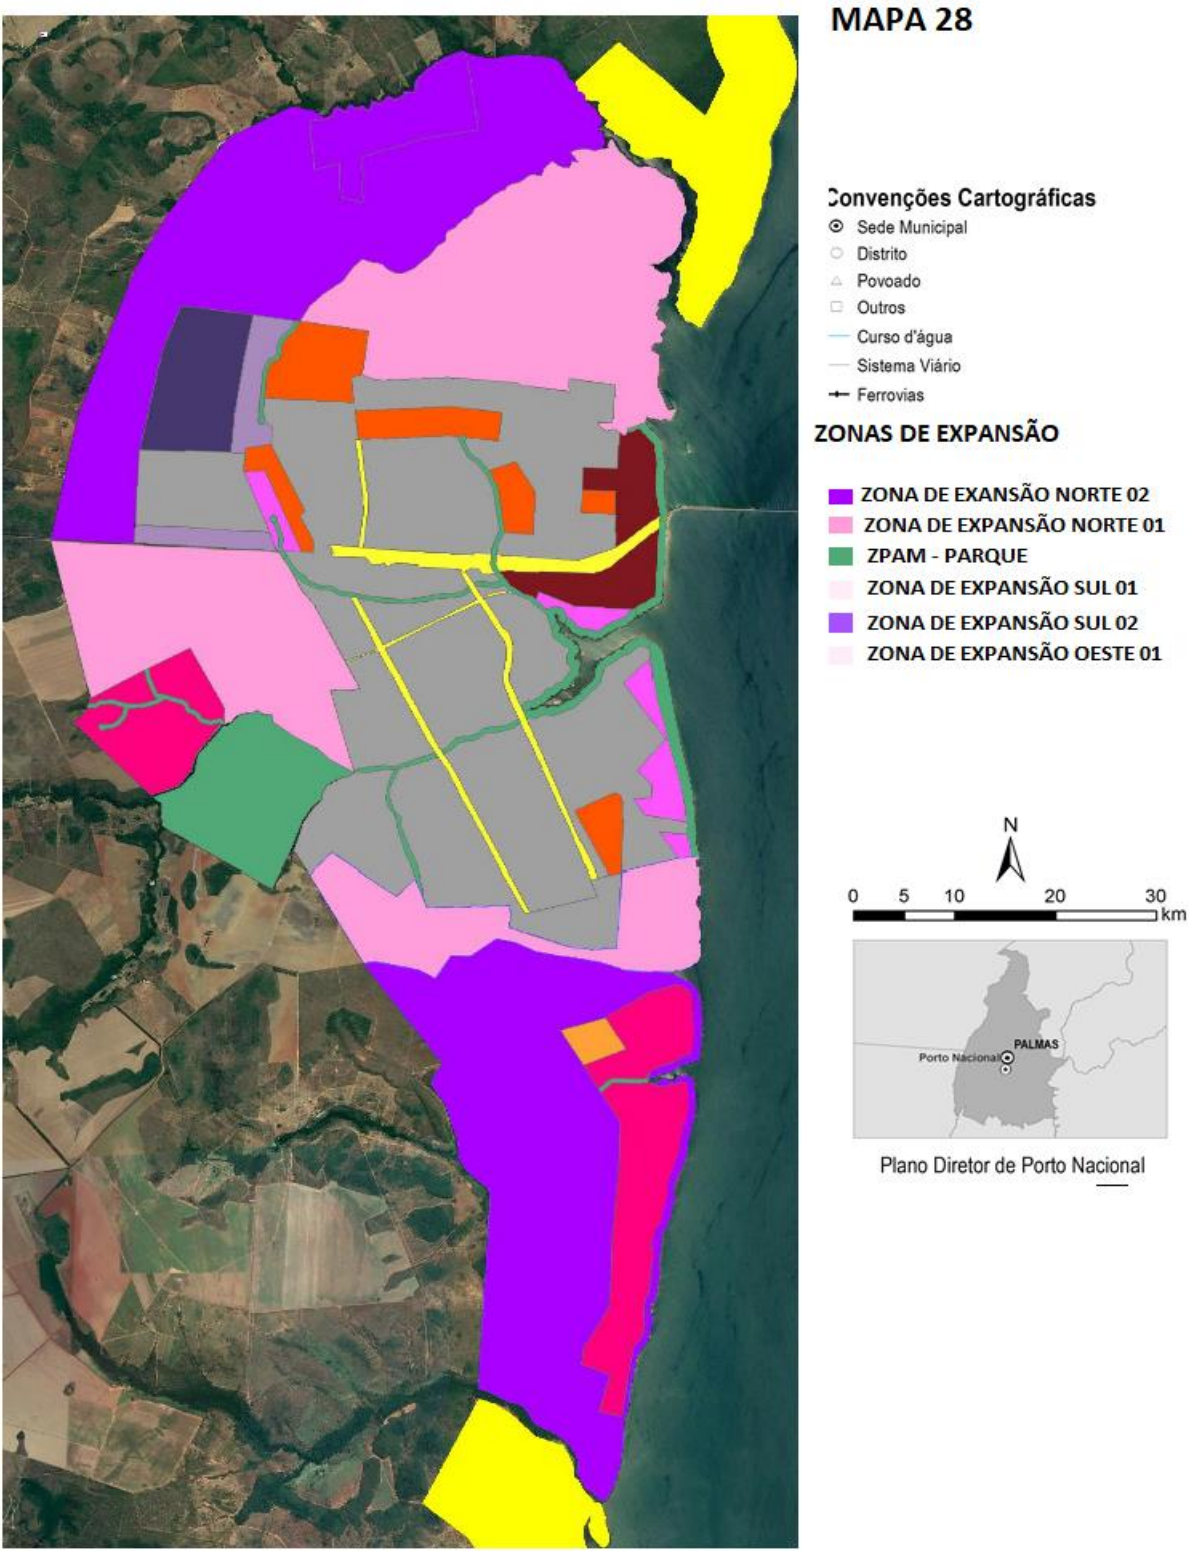 MAPA 28
Convenções Cartográficas
Sede Municipal
Distrito
Povoado
Outros
Curso d'água
Sistema Viário
Ferrovias
ZONAS DE EXPANSÃO
ZONA DE EXANSÃO NORTE 02
ZONA DE EXPANSÃO NORTE 01
ZPAM - PARQUE
ZONA DE EXPANSÃO SUL 01
ZONA DE EXPANSÃO SUL 02
ZONA DE EXPANSÃO OESTE 01
N
0 5 10 20 30
km
PALMAS
Porto Nacional
Plano Diretor de Porto Nacional